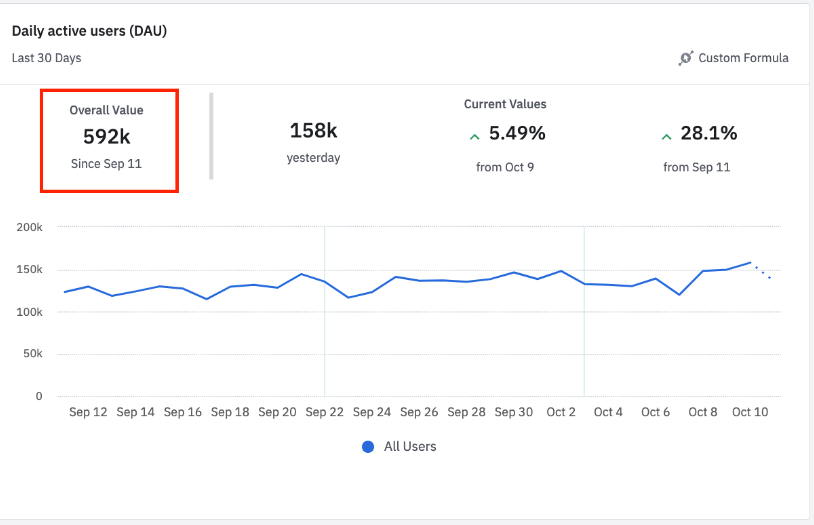 Daily active users (DAU)
Last 30 Days
Custom Formula
Overall Value
592k
Since Sep 11
158k
yesterday
Current Values
5.49%
from Oct 9
28.1%
from Sep 11
200k
150k
100k
50k
0
Sep 12 Sep 14 Sep 16 Sep 18 Sep 20 Sep 22 Sep 24 Sep 26 Sep 28 Sep 30 Oct 2 Oct 4 Oct 6 Oct 8 Oct 10
All Users